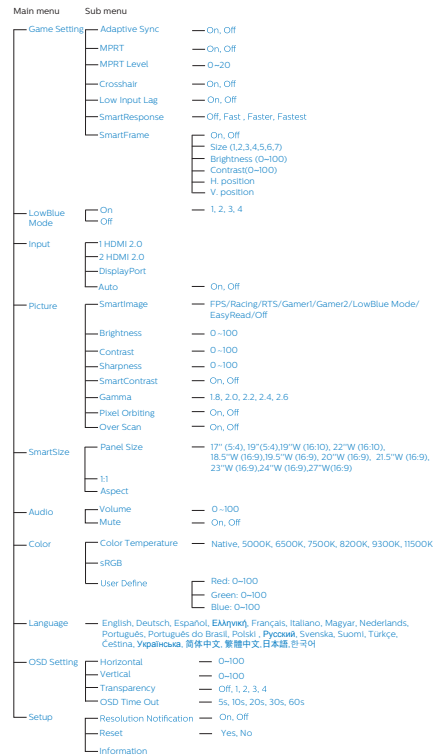 Main menu Sub menu
Game Setting Adaptive Sync On, Off
MPRT On, Off
MPRT Level 0–20
Crosshair On, Off
Low Input Lag On, Off
SmartResponse Off, Fast , Faster, Fastest
SmartFrame On, Off
Size (1,2,3,4,5,6,7)
Brightness (0–100)
Contrast(0–100)
H. position
V. position
LowBlue Mode On 1, 2, 3, 4
Off
Input 1 HDMI 2.0
2 HDMI 2.0
DisplayPort
Auto On, Off
Picture SmartImage FPS/Racing/RTS/Gamer1/Gamer2/LowBlue Mode/
EasyRead/Off
Brightness 0~100
Contrast 0~100
Sharpness 0~100
SmartContrast On, Off
Gamma 1.8, 2.0, 2.2, 2.4, 2.6
Pixel Orbiting On, Off
Over Scan On, Off
SmartSize Panel Size 17" (5:4), 19"(5:4),19"W (16:10), 22"W (16:10),
18.5"W (16:9),19.5"W (16:9), 20"W (16:9), 21.5"W (16:9),
23"W (16:9),24"W (16:9),27"W(16:9)
1:1
Aspect
Audio Volume 0~100
Mute On, Off
Color Color Temperature Native, 5000K, 6500K, 7500K, 8200K, 9300K, 11500K
sRGB
User Define Red: 0–100
Green: 0–100
Blue: 0–100
Language English, Deutsch, Español, Ελληνική, Français, Italiano, Magyar, Nederlands,
Português, Português do Brasil, Polski , Русский, Svenska, Suomi, Türkçe,
Čeština, Українська, 简体中文, 繁體中文,日本語,한국어
OSD Setting Horizontal 0–100
Vertical 0–100
Transparency Off, 1, 2, 3, 4
OSD Time Out 5s, 10s, 20s, 30s, 60s
Setup Resolution Notification On, Off
Reset Yes, No
Information